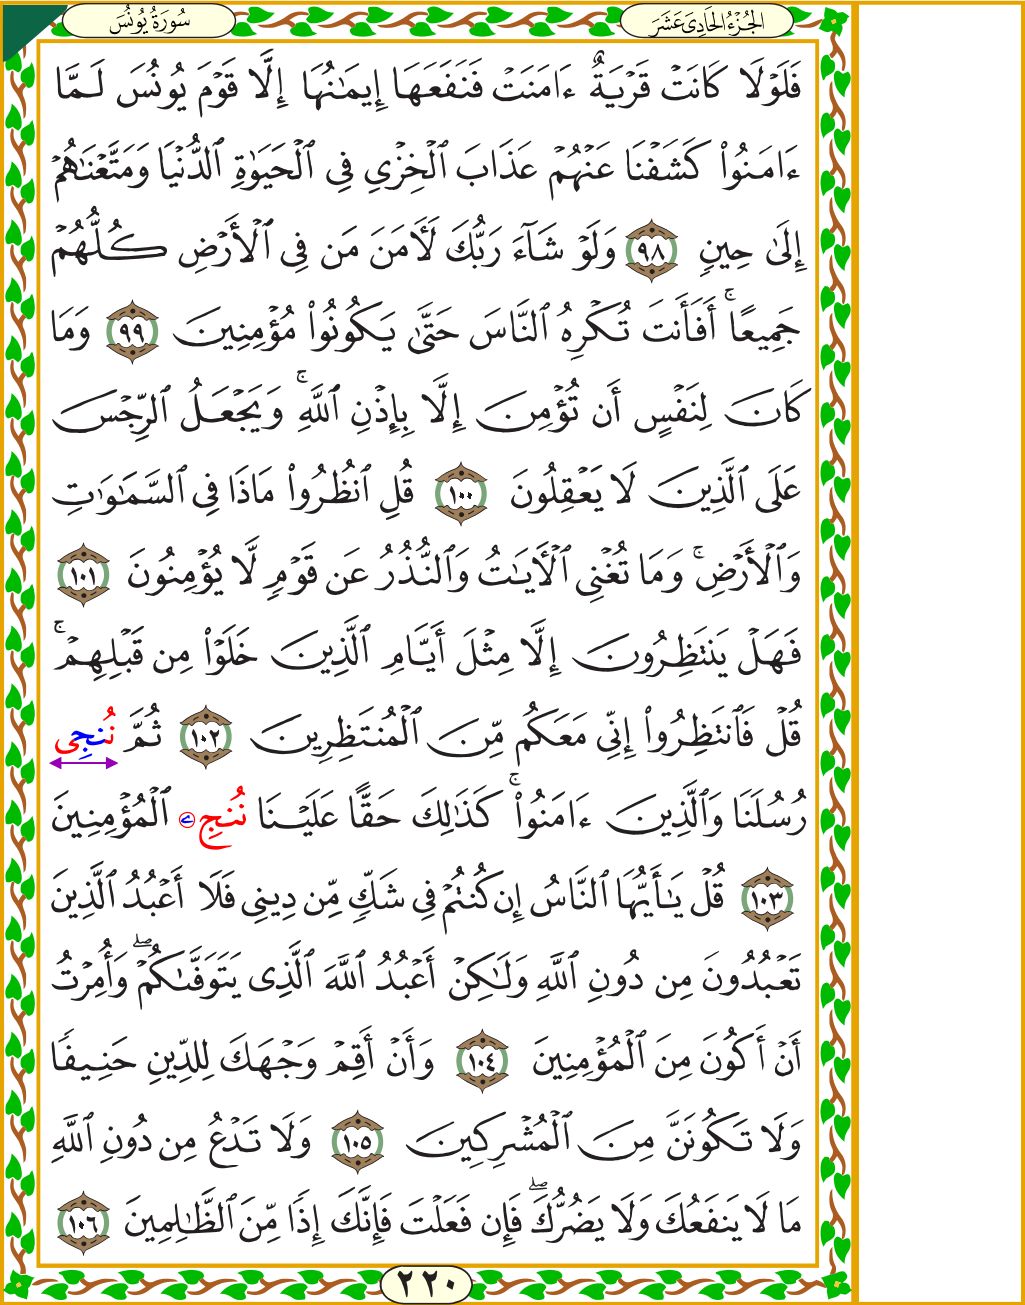 الجُزْءُ الحَادِى عَشَرَ
سُورَةُ يُونُسَ
فَلَوْلَا كَانَتْ قَرْيَةٌ ءَامَنَتْ فَنَفَعَهَا إِيمَـٰنُهَا إِلَّا قَوْمَ يُونُسَ لَمَّا
ءَامَنُوا۟ كَشَفْنَا عَنْهُمْ عَذَابَ ٱلْخِزْىِ فِى ٱلْحَيَوٰةِ ٱلدُّنْيَا وَمَتَّعْنَـٰهُمْ
إِلَىٰ حِينٍ ٩٨ وَلَوْ شَآءَ رَبُّكَ لَـَٔامَنَ مَن فِى ٱلْأَرْضِ كُلُّهُمْ
جَمِيعًا ۚ أَفَأَنتَ تُكْرِهُ ٱلنَّاسَ حَتَّىٰ يَكُونُوا۟ مُؤْمِنِينَ ٩٩ وَمَا
كَانَ لِنَفْسٍ أَن تُؤْمِنَ إِلَّا بِإِذْنِ ٱللَّهِ ۚ وَيَجْعَلُ ٱلرِّجْسَ
عَلَى ٱلَّذِينَ لَا يَعْقِلُونَ ١٠٠ قُلِ ٱنظُرُوا۟ مَاذَا فِى ٱلسَّمَـٰوَٰتِ
وَٱلْأَرْضِ ۚ وَمَا تُغْنِى ٱلْـَٔايَـٰتُ وَٱلنُّذُرُ عَن قَوْمٍ لَّا يُؤْمِنُونَ ١٠١
فَهَلْ يَنتَظِرُونَ إِلَّا مِثْلَ أَيَّامِ ٱلَّذِينَ خَلَوْا۟ مِن قَبْلِهِمْ ۚ
قُلْ فَٱنتَظِرُوٓا۟ إِنِّى مَعَكُم مِّنَ ٱلْمُنتَظِرِينَ ١٠٢ ثُمَّ نُنجِى
رُسُلَنَا وَٱلَّذِينَ ءَامَنُوا۟ ۚ كَذَٰلِكَ حَقًّا عَلَيْنَا نُنجِ ے ٱلْمُؤْمِنِينَ
١٠٣ قُلْ يَـٰٓأَيُّهَا ٱلنَّاسُ إِن كُنتُمْ فِى شَكٍّ مِّن دِينِى فَلَآ أَعْبُدُ ٱلَّذِينَ
تَعْبُدُونَ مِن دُونِ ٱللَّهِ وَلَـٰكِنْ أَعْبُدُ ٱللَّهَ ٱلَّذِى يَتَوَفَّىٰكُمْ ۖ وَأُمِرْتُ
أَنْ أَكُونَ مِنَ ٱلْمُؤْمِنِينَ ١٠٤ وَأَنْ أَقِمْ وَجْهَكَ لِلدِّينِ حَنِيفًا
وَلَا تَكُونَنَّ مِنَ ٱلْمُشْرِكِينَ ١٠٥ وَلَا تَدْعُ مِن دُونِ ٱللَّهِ
مَا لَا يَنفَعُكَ وَلَا يَضُرُّكَ ۖ فَإِن فَعَلْتَ فَإِنَّكَ إِذًا مِّنَ ٱلظَّـٰلِمِينَ ١٠٦
٢٢٠